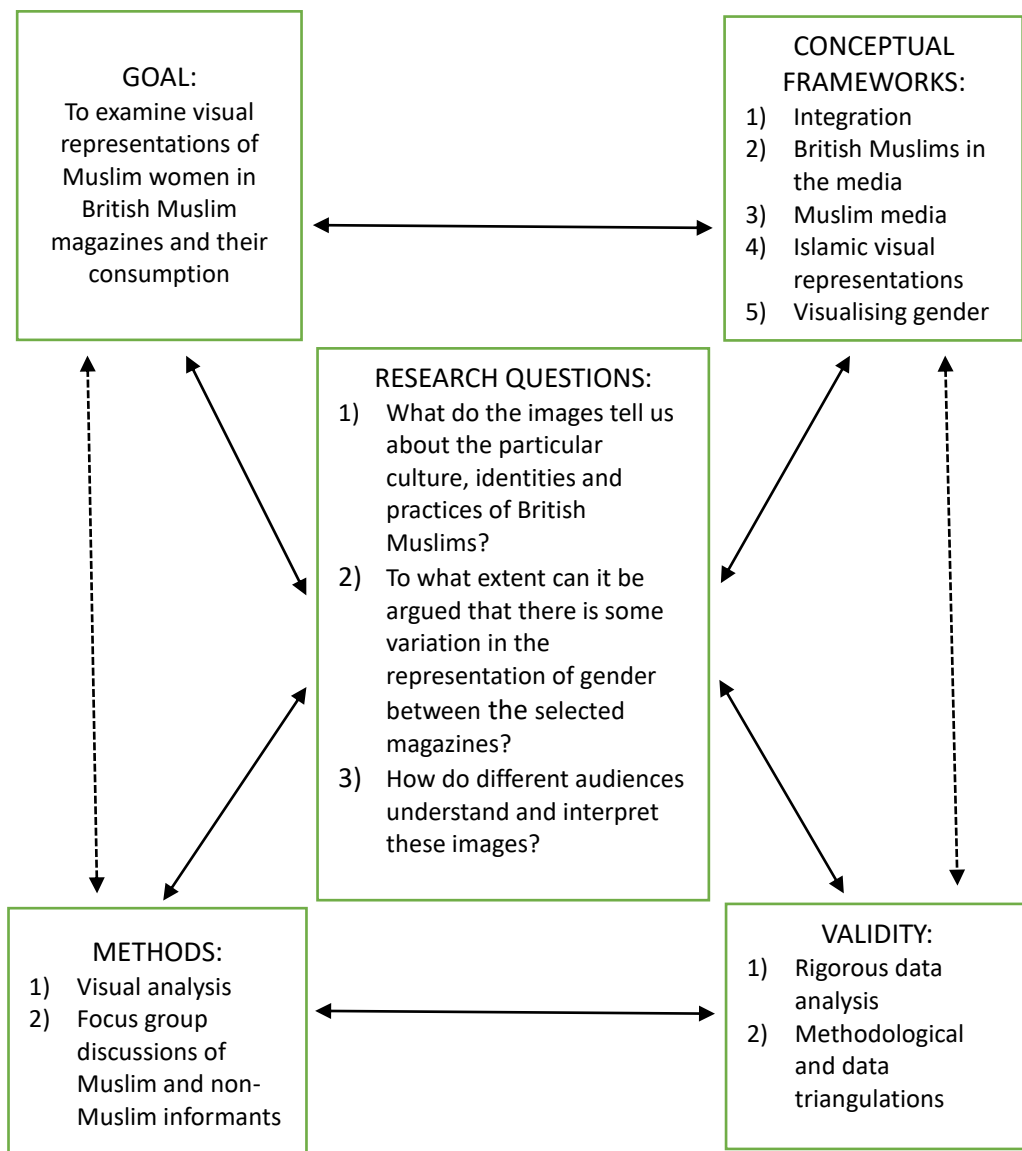 GOAL:
To examine visual
representations of
Muslim women in
British Muslim
magazines and their
consumption
CONCEPTUAL
FRAMEWORKS:
1) Integration
2) British Muslims in
the media
3) Muslim media
4) Islamic visual
representations
5) Visualising gender
RESEARCH QUESTIONS:
1) What do the images tell us
about the particular
culture, identities and
practices of British
Muslims?
2) To what extent can it be
argued that there is some
variation in the
representation of gender
between the selected
magazines?
3) How do different audiences
understand and interpret
these images?
METHODS:
1) Visual analysis
2) Focus group
discussions of
Muslim and non-
Muslim informants
VALIDITY:
1) Rigorous data
analysis
2) Methodological
and data
triangulations